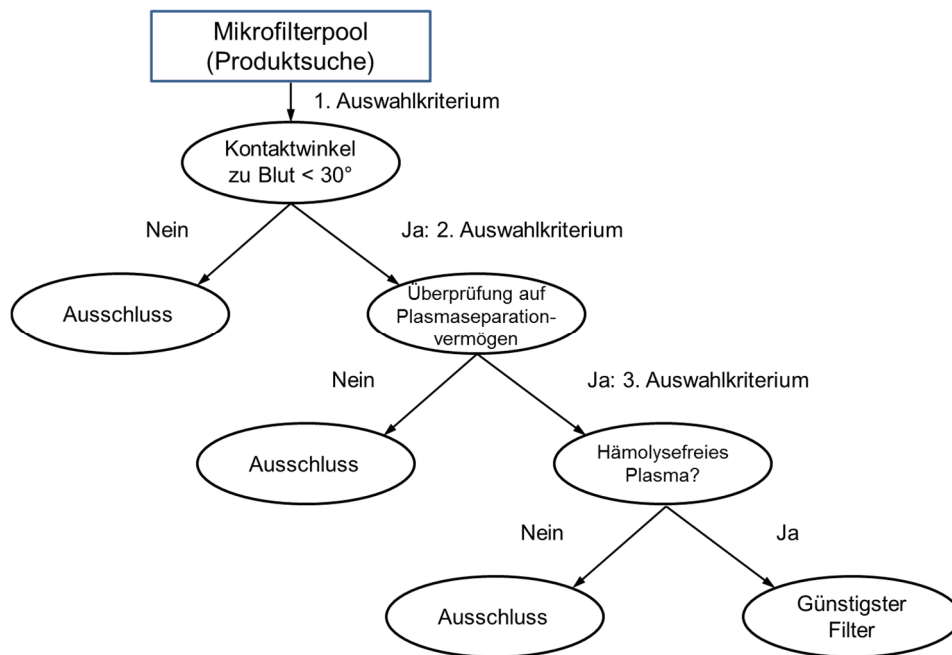 Mikrofilterpool
(Produktsuche)
1. Auswahlkriterium
Kontaktwinkel
zu Blut < 30°
Nein
Ja: 2. Auswahlkriterium
Ausschluss
Überprüfung auf
Plasmaseparation-
vermögen
Nein
Ja: 3. Auswahlkriterium
Ausschluss
Hämolysefreies
Plasma?
Nein
Ja
Ausschluss
Günstigster
Filter